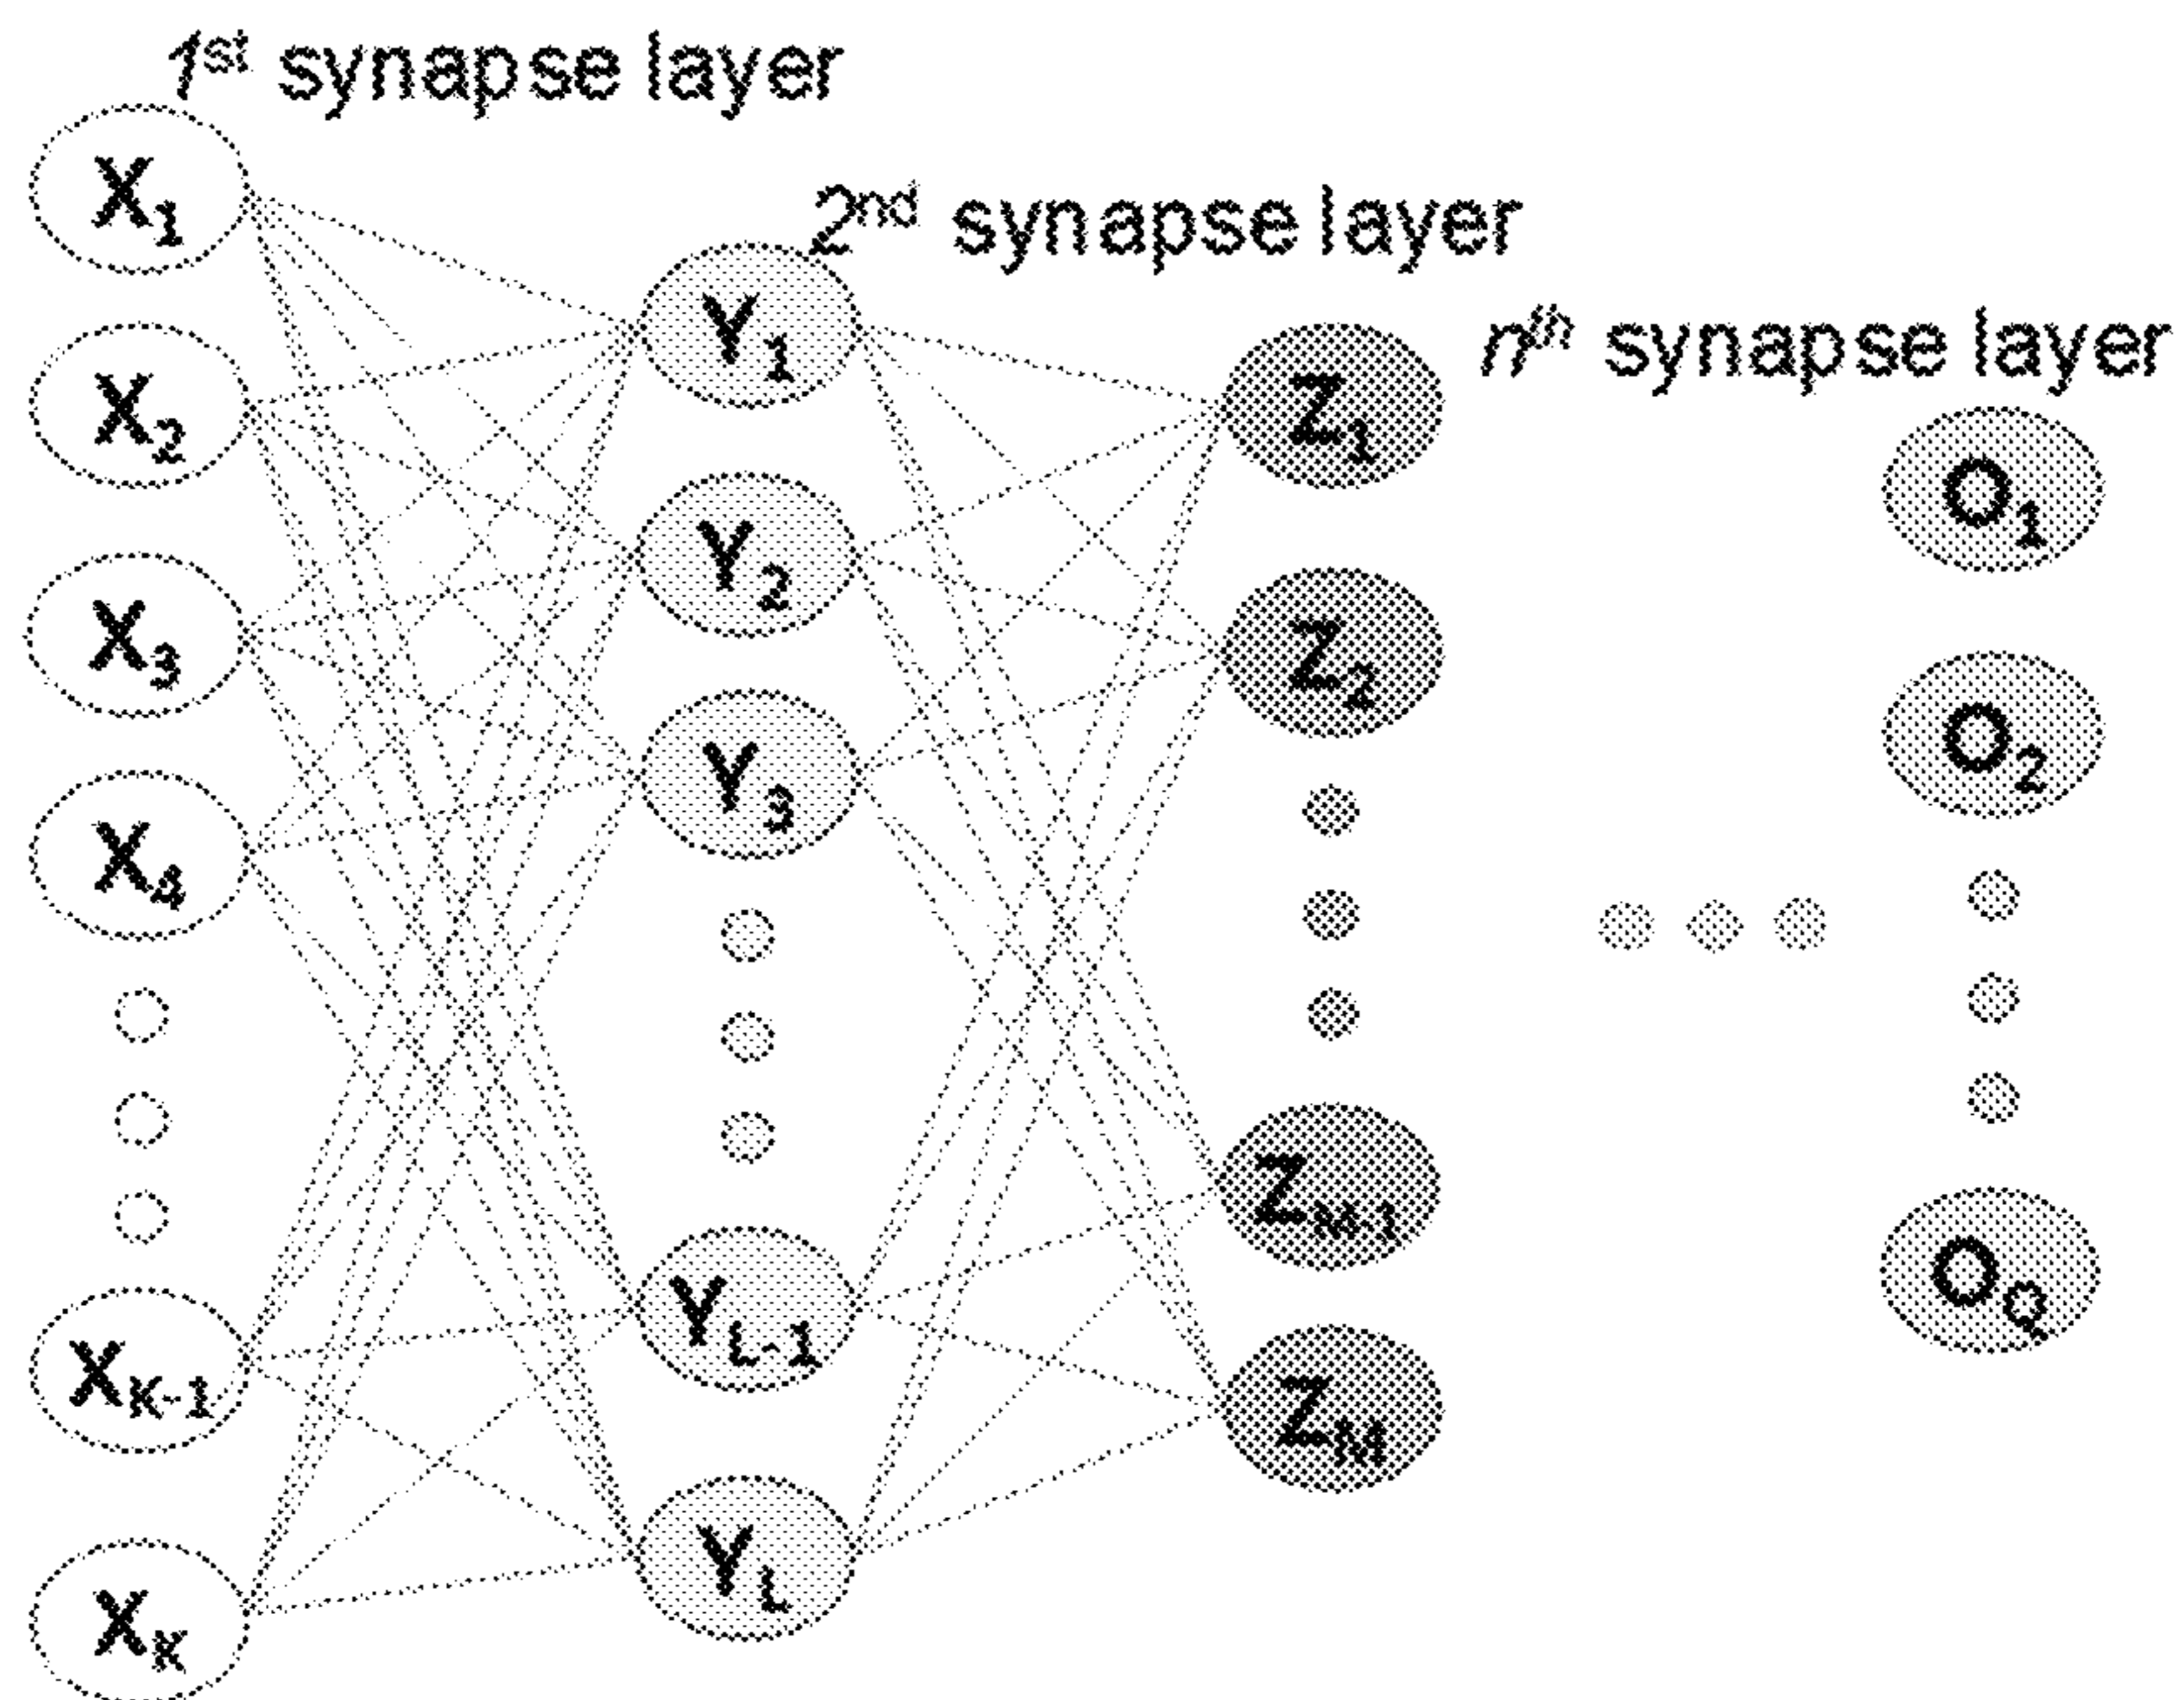 1st synapse layer
2nd synapse layer
nth synapse layer
X1
X2
X3
X4
XK-1
XK
Y1
Y2
Y3
YL-1
YL
Z1
Z2
ZM-1
ZM
O1
O2
OQ